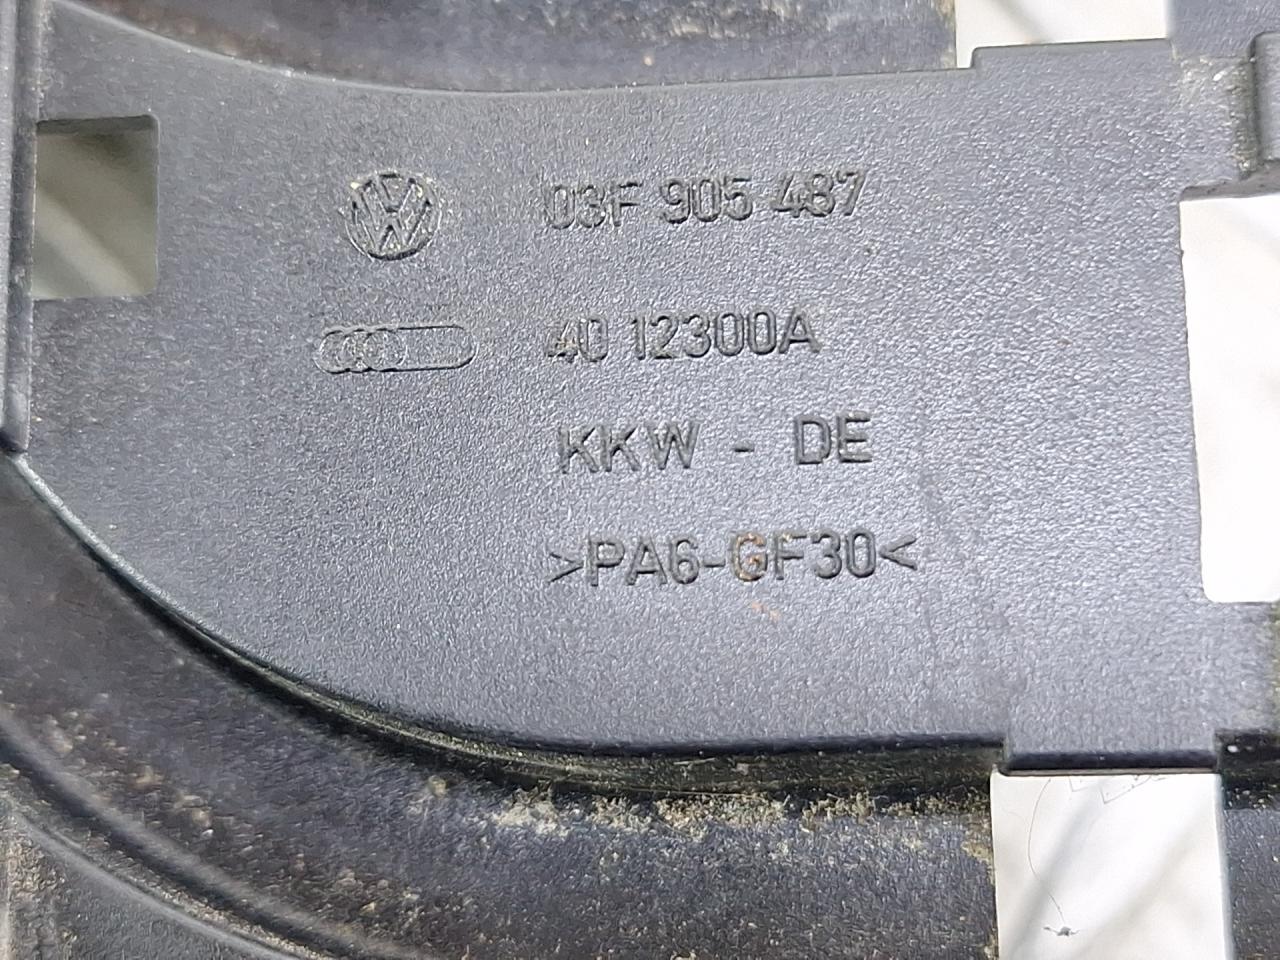 03F 905 487
40 12300A
KKW - DE
>PA6-GF30<